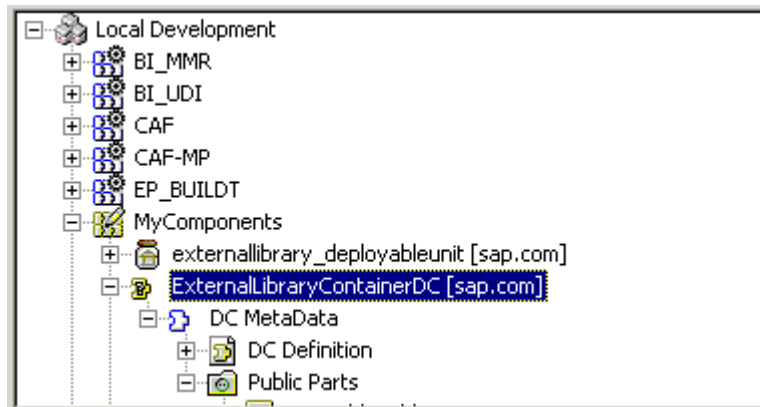 Local Development
BI_MMR
BI_UDI
CAF
CAF-MP
EP_BUILDT
MyComponents
externallibrary_deployableunit [sap.com]
ExternalLibraryContainerDC [sap.com]
DC MetaData
DC Definition
Public Parts